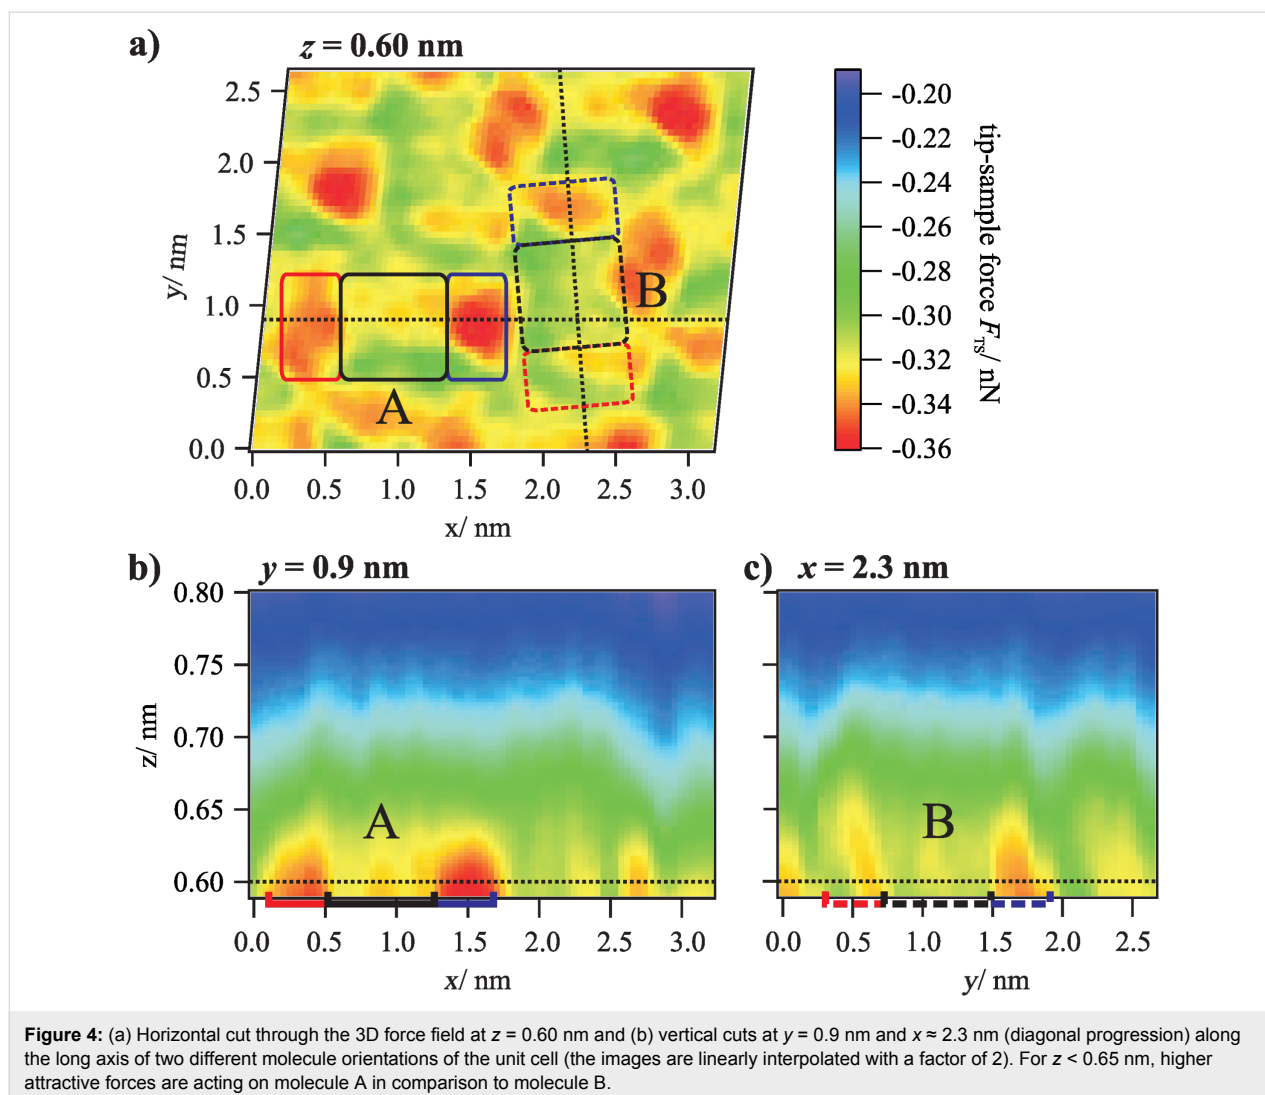 a)
z = 0.60 nm
2.5
2.0
1.5
1.0
0.5
0.0
y/ nm
A
B
0.0 0.5 1.0 1.5 2.0 2.5 3.0
x/ nm
-0.20
-0.22
-0.24
-0.26
-0.28
-0.30
-0.32
-0.34
-0.36
tip-sample force FTS/ nN
b)
y = 0.9 nm
0.80
0.75
0.70
0.65
0.60
z/ nm
A
0.0 0.5 1.0 1.5 2.0 2.5 3.0
x/ nm
c)
x = 2.3 nm
B
0.0 0.5 1.0 1.5 2.0 2.5
y/ nm
Figure 4: (a) Horizontal cut through the 3D force field at z = 0.60 nm and (b) vertical cuts at y = 0.9 nm and x ≈ 2.3 nm (diagonal progression) along
the long axis of two different molecule orientations of the unit cell (the images are linearly interpolated with a factor of 2). For z < 0.65 nm, higher
attractive forces are acting on molecule A in comparison to molecule B.